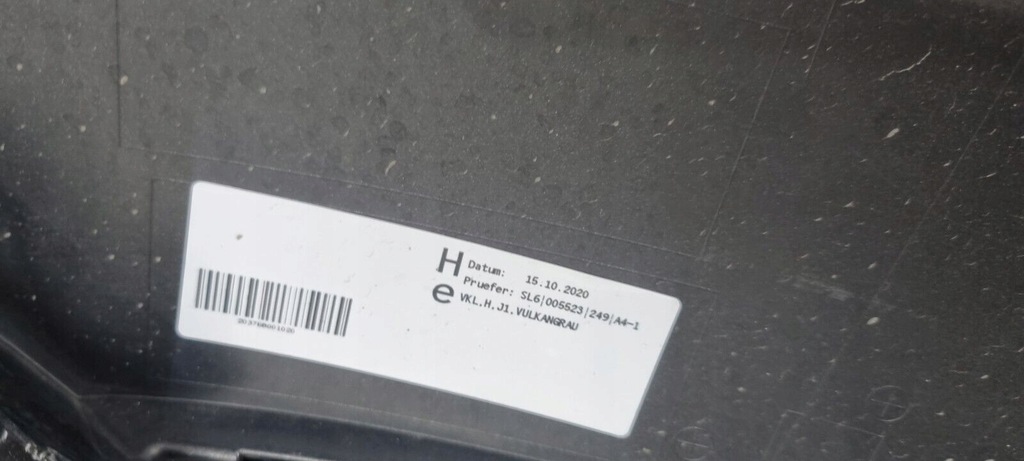 H
e
Datum: 15.10.2020
Pruefer: SL6|005523|249|A4-1
VKL.H.J1.VULKANGRAU